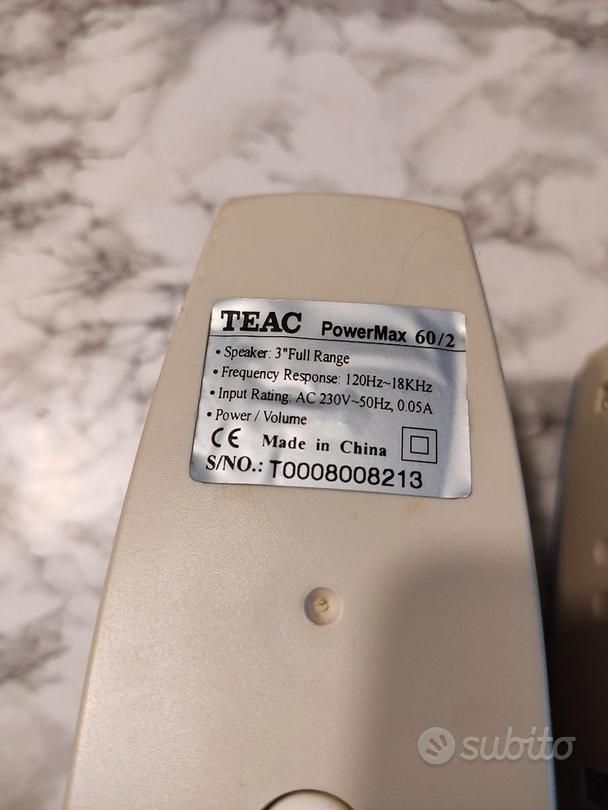 TEAC PowerMax 60/2
• Speaker: 3"Full Range
• Frequency Response: 120Hz~18KHz
• Input Rating: AC 230V~50Hz, 0.05A
• Power / Volume
CE Made in China
S/NO.: T0008008213
subito